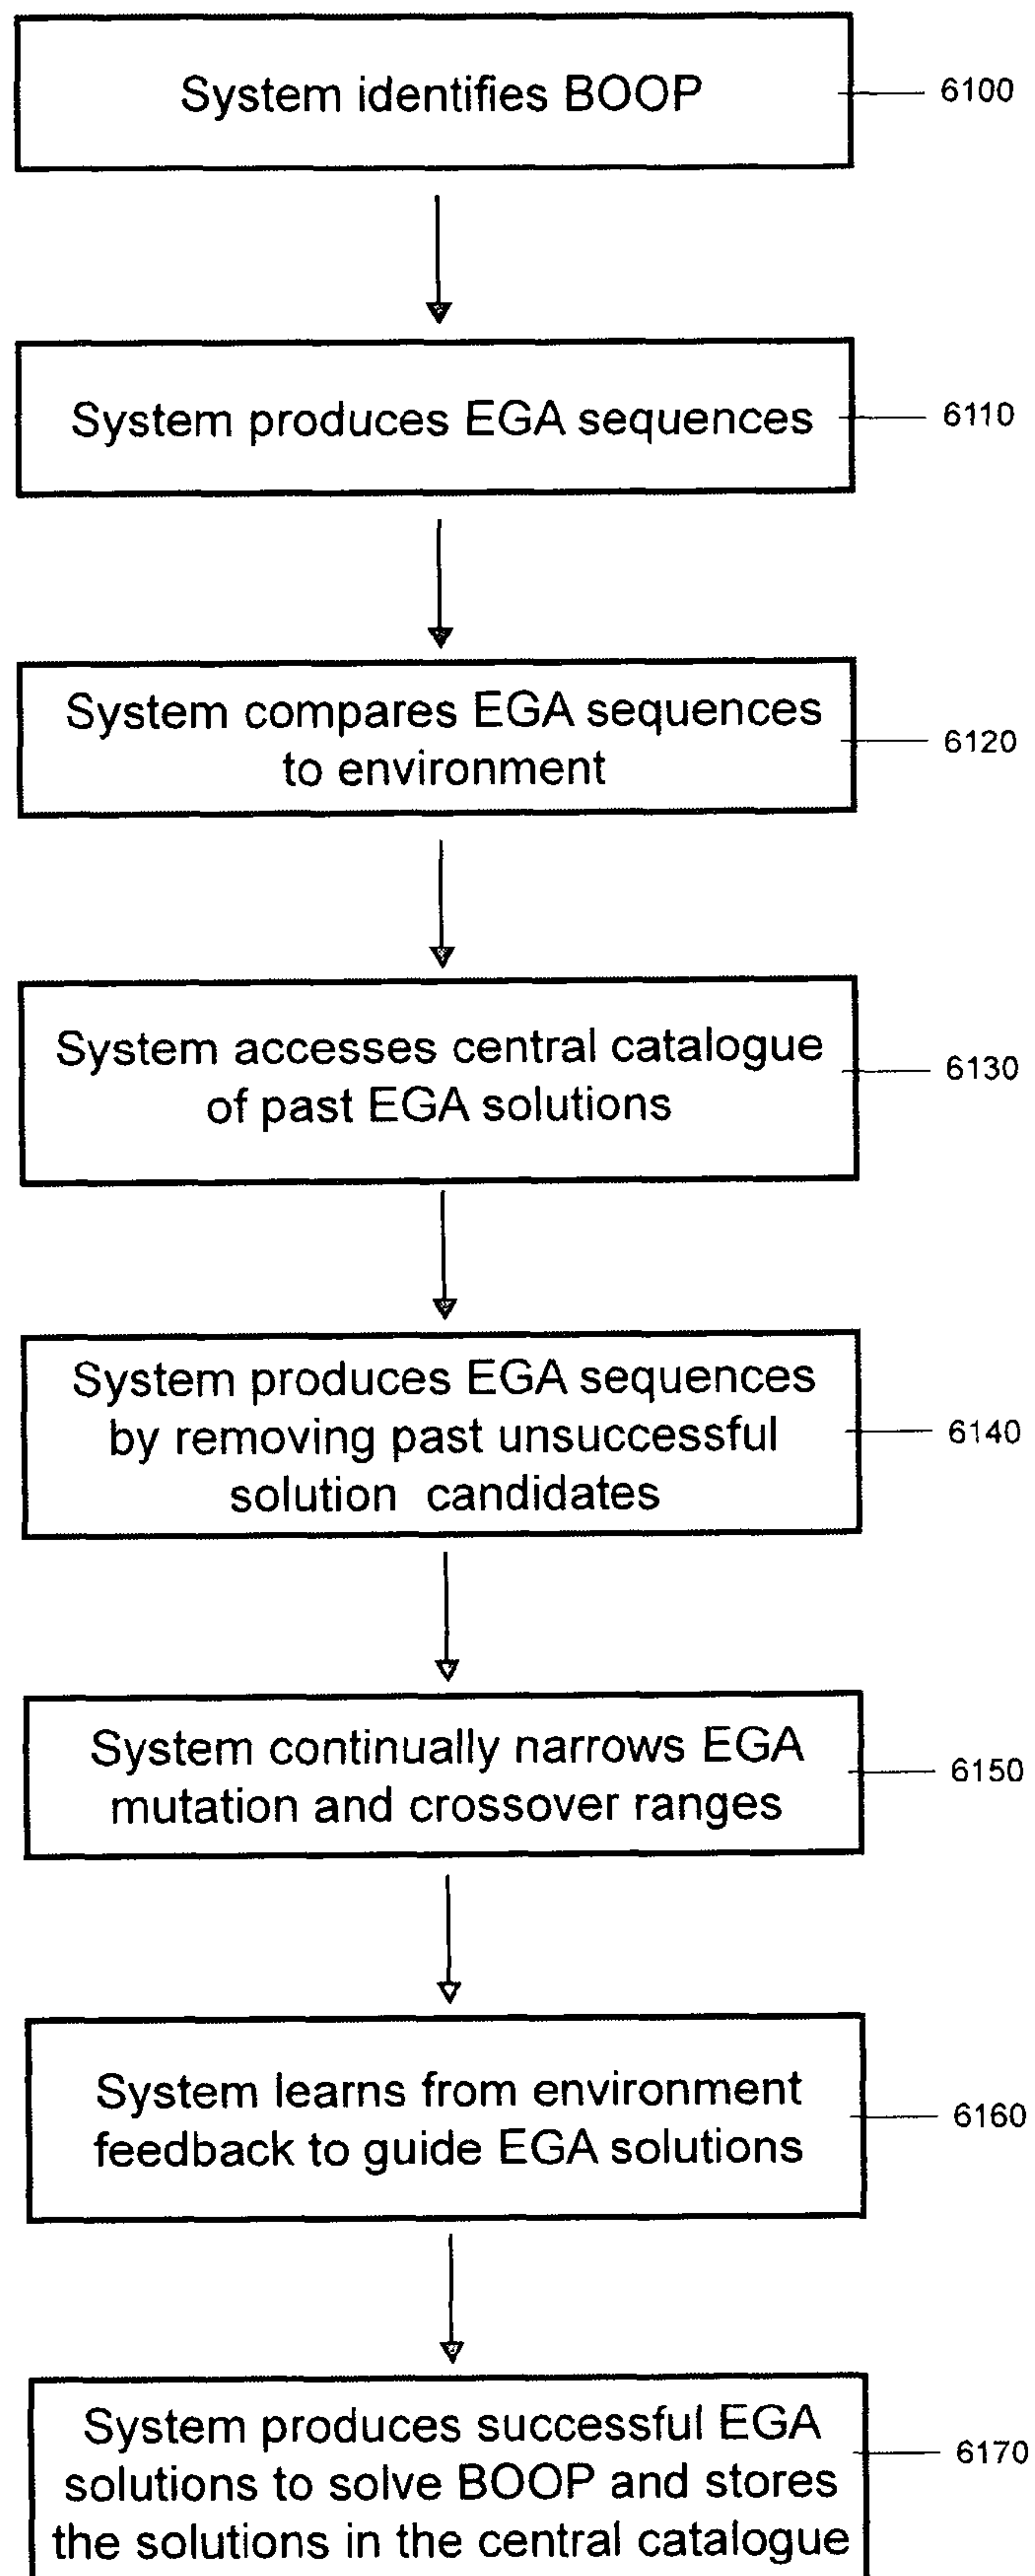 System identifies BOOP
6100
System produces EGA sequences
6110
System compares EGA sequences
to environment
6120
System accesses central catalogue
of past EGA solutions
6130
System produces EGA sequences
by removing past unsuccessful
solution candidates
6140
System continually narrows EGA
mutation and crossover ranges
6150
System learns from environment
feedback to guide EGA solutions
6160
System produces successful EGA
solutions to solve BOOP and stores
the solutions in the central catalogue
6170